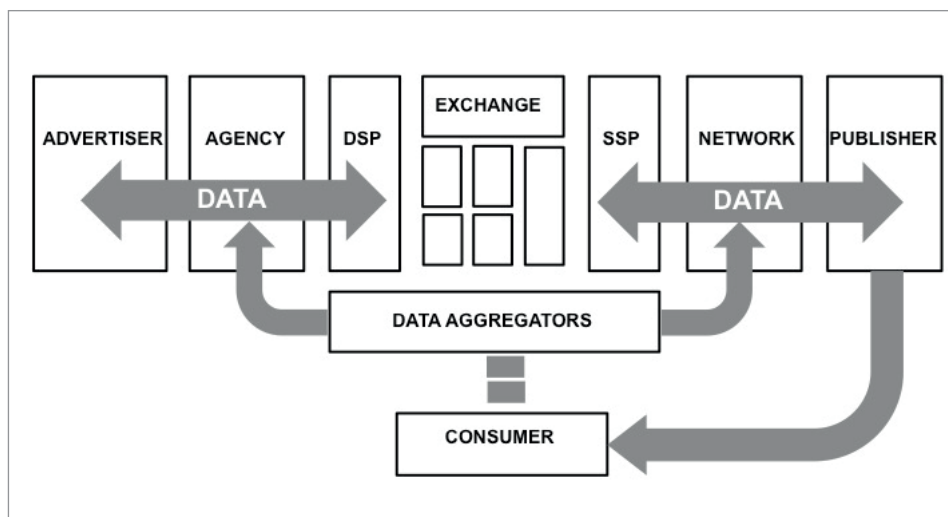 EXCHANGE
ADVERTISER
AGENCY
DSP
SSP
NETWORK
PUBLISHER
DATA
DATA
DATA AGGREGATORS
CONSUMER